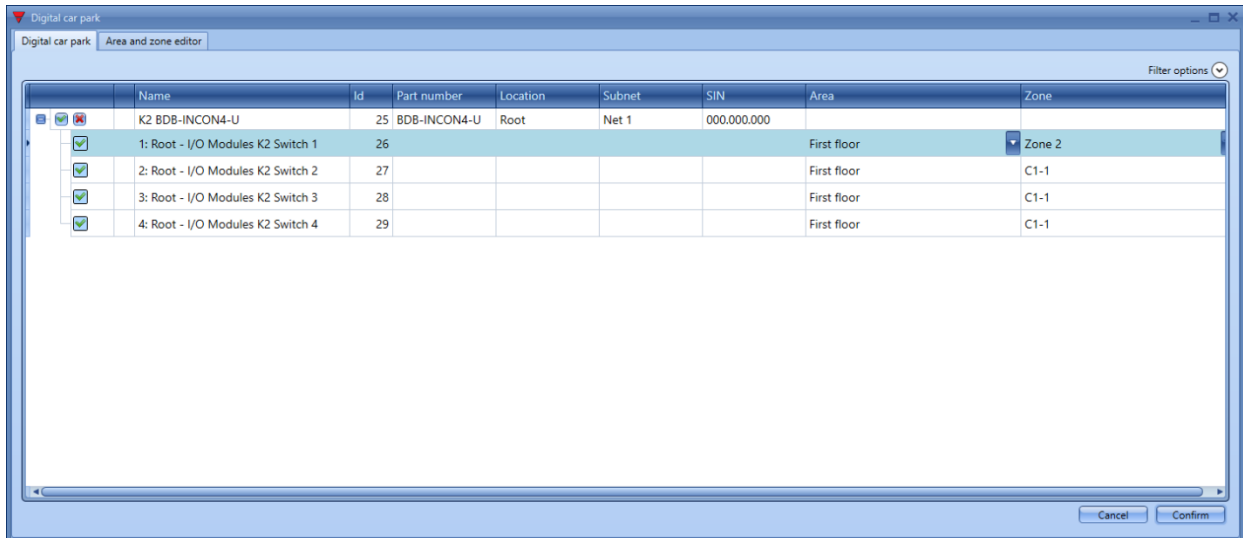 Digital car park
Digital car park Area and zone editor
Filter options
Name Id Part number Location Subnet SIN Area Zone
K2 BDB-INCON4-U 25 BDB-INCON4-U Root Net 1 000.000.000
1: Root - I/O Modules K2 Switch 1 26 First floor Zone 2
2: Root - I/O Modules K2 Switch 2 27 First floor C1-1
3: Root - I/O Modules K2 Switch 3 28 First floor C1-1
4: Root - I/O Modules K2 Switch 4 29 First floor C1-1
Cancel Confirm